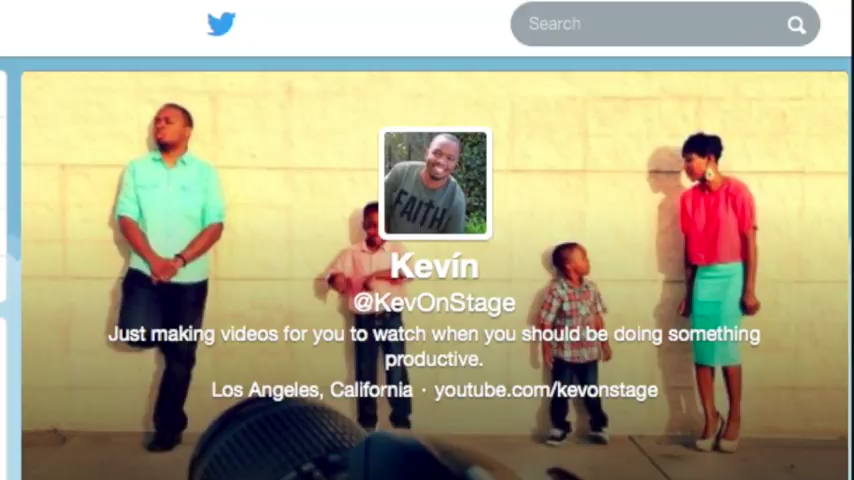 Search
FAITH
Kevín
@KevOnStage
Just making videos for you to watch when you should be doing something
productive.
Los Angeles, California · youtube.com/kevonstage